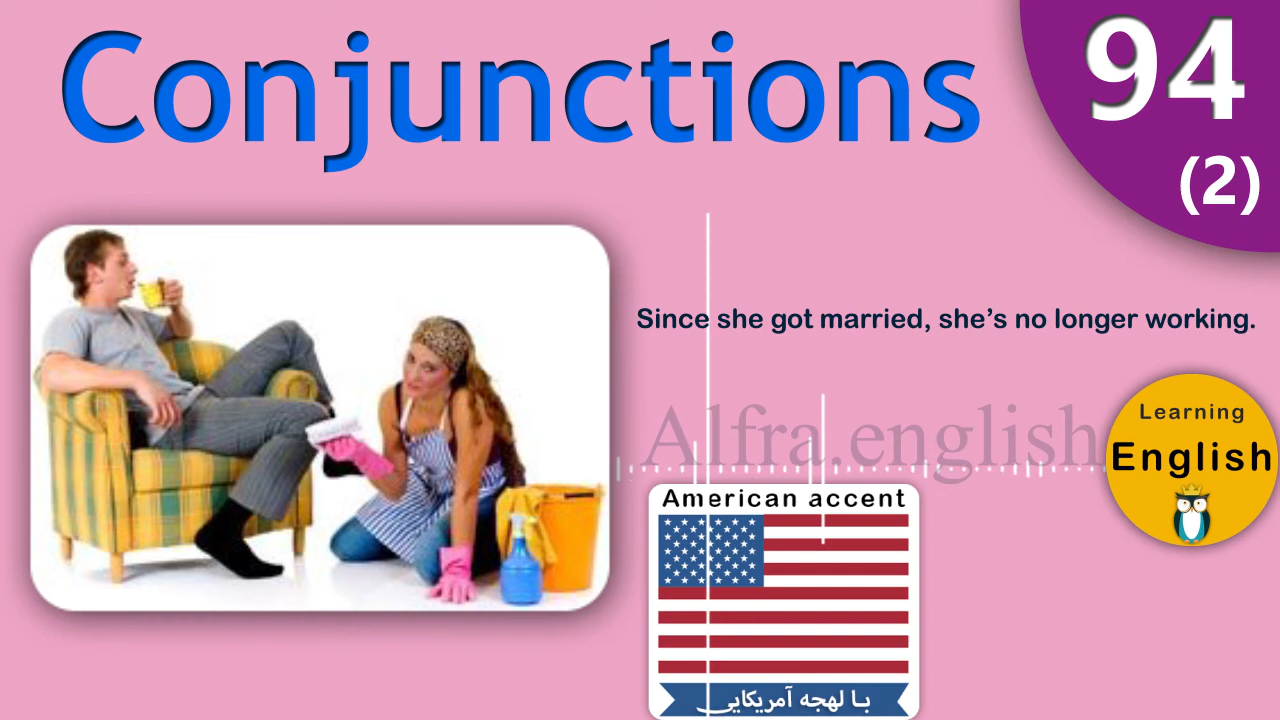 Conjunctions
94
(2)
Since she got married, she’s no longer working.
Alfra.english
Learning
English
American accent
با لهجه آمریکایی